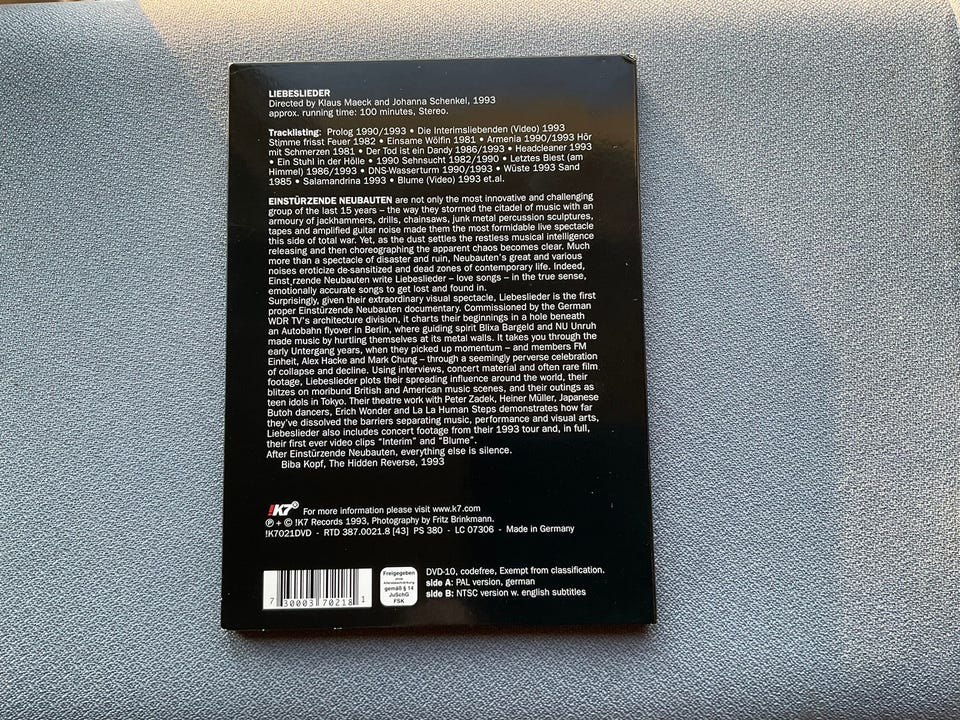 LIEBESLIEDER
Directed by Klaus Maeck and Johanna Schenkel, 1993
approx. running time: 100 minutes, Stereo.
Tracklisting: Prolog 1990/1993 • Die Interimsliebenden (Video) 1993
Stimme frisst Feuer 1982 • Einsame Wölfin 1981 • Armenia 1990/1993 Hör
mit Schmerzen 1981 • Der Tod ist ein Dandy 1986/1993 • Headcleaner 1993
• Ein Stuhl in der Hölle • 1990 Sehnsucht 1982/1990 • Letztes Biest (am
Himmel) 1986/1993 • DNS-Wasserturm 1990/1993 • Wüste 1993 Sand
1985 • Salamandrina 1993 • Blume (Video) 1993 et.al.
EINSTÜRZENDE NEUBAUTEN are not only the most innovative and challenging
group of the last 15 years – the way they stormed the citadel of music with an
armoury of jackhammers, drills, chainsaws, junk metal percussion sculptures,
tapes and amplified guitar noise made them the most formidable live spectacle
this side of total war. Yet, as the dust settles the restless musical intelligence
releasing and then choreographing the apparent chaos becomes clear. Much
more than a spectacle of disaster and ruin, Neubauten's great and various
noises eroticize de-sanitized and dead zones of contemporary life. Indeed,
Einst rzende Neubauten write Liebeslieder – love songs – in the true sense,
emotionally accurate songs to get lost and found in.
Surprisingly, given their extraordinary visual spectacle, Liebeslieder is the first
proper Einstürzende Neubauten documentary. Commissioned by the German
WDR TV's architecture division, it charts their beginnings in a hole beneath
an Autobahn flyover in Berlin, where guiding spirit Blixa Bargeld and NU Unruh
made music by hurtling themselves at its metal walls. It takes you through the
early Untergang years, when they picked up momentum – and members FM
Einheit, Alex Hacke and Mark Chung – through a seemingly perverse celebration
of collapse and decline. Using interviews, concert material and often rare film
footage, Liebeslieder plots their spreading influence around the world, their
blitzes on moribund British and American music scenes, and their outings as
teen idols in Tokyo. Their theatre work with Peter Zadek, Heiner Müller, Japanese
Butoh dancers, Erich Wonder and La La Human Steps demonstrates how far
they've dissolved the barriers separating music, performance and visual arts,
Liebeslieder also includes concert footage from their 1993 tour and, in full,
their first ever video clips "Interim" and "Blume".
After Einstürzende Neubauten, everything else is silence.
Biba Kopf, The Hidden Reverse, 1993
!K7® For more information please visit www.k7.com
℗ + © !K7 Records 1993, Photography by Fritz Brinkmann.
!K7021DVD - RTD 387.0021.8 [43] PS 380 - LC 07306 - Made in Germany
7 30003 70218 1
Freigegeben
ohne
Altersbeschränkung
gemäß § 14
JuSchG
FSK
DVD-10, codefree, Exempt from classification.
side A: PAL version, german
side B: NTSC version w. english subtitles